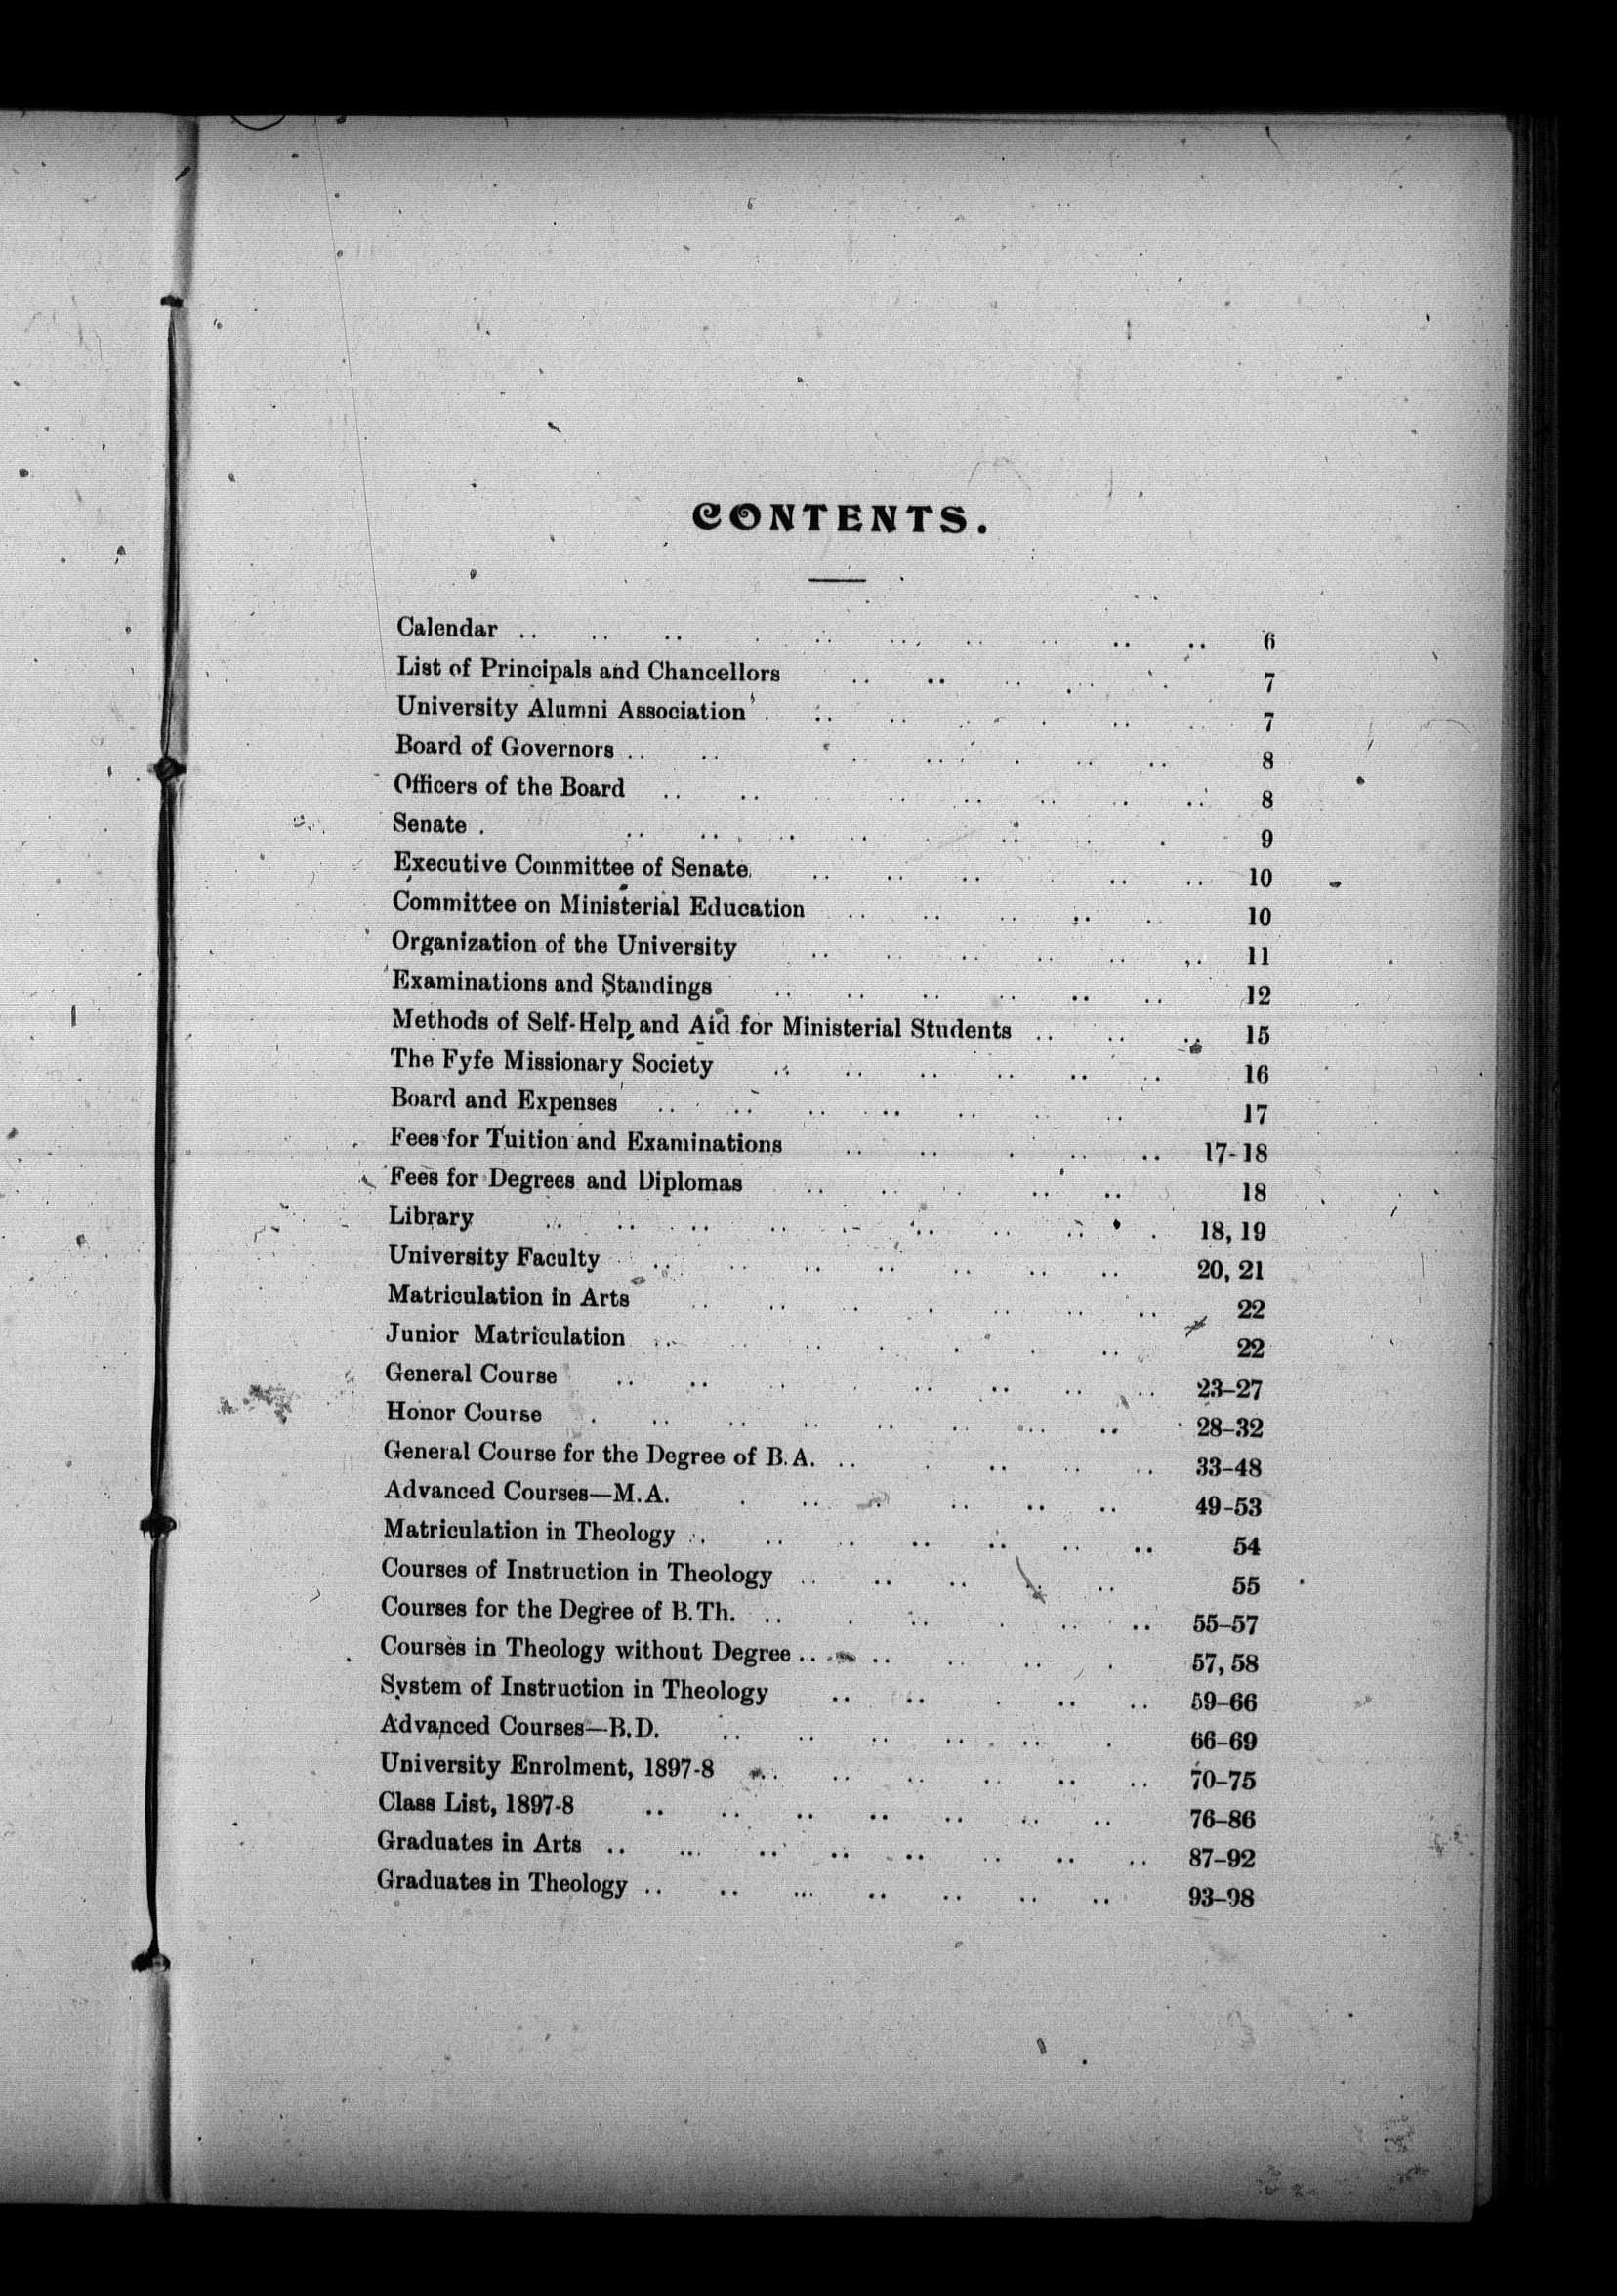 CONTENTS.
Calendar .. .. .. . .. .. .. .. .. .. 6
List of Principals and Chancellors .. .. .. . . 7
University Alumni Association . .. .. .. . .. 7
Board of Governors .. .. .. .. . .. .. 8
Officers of the Board .. .. .. .. .. .. .. 8
Senate . .. .. .. .. . .. . . 9
Executive Committee of Senate .. .. .. . .. .. 10
Committee on Ministerial Education .. .. .. .. . 10
Organization of the University .. .. .. .. .. .. 11
Examinations and Standings .. .. .. .. .. .. 12
Methods of Self-Help and Aid for Ministerial Students .. .. .. 15
The Fyfe Missionary Society .. .. .. .. .. .. 16
Board and Expenses .. .. .. .. .. . .. 17
Fees for Tuition and Examinations .. .. . .. .. 17-18
Fees for Degrees and Diplomas .. .. . .. .. 18
Library .. .. .. .. .. .. .. .. . 18, 19
University Faculty .. .. .. .. .. .. .. 20, 21
Matriculation in Arts .. .. . . .. .. .. 22
Junior Matriculation .. .. . . . .. 22
General Course .. .. . . .. .. .. .. 23–27
Honor Course . .. .. .. .. .. .. .. 28–32
General Course for the Degree of B.A. .. . .. .. .. 33–48
Advanced Courses—M.A. . .. . .. .. .. 49-53
Matriculation in Theology .. .. .. .. .. .. .. 54
Courses of Instruction in Theology .. .. .. .. .. 55
Courses for the Degree of B.Th. .. . .. . .. .. 55–57
Courses in Theology without Degree .. .. .. .. . 57, 58
System of Instruction in Theology .. .. . .. .. 59–66
Advanced Courses—B.D. .. .. .. .. .. . 66–69
University Enrolment, 1897-8 .. .. .. .. .. .. 70–75
Class List, 1897-8 .. .. .. .. .. .. .. 76–86
Graduates in Arts .. ... .. .. .. .. .. .. 87–92
Graduates in Theology .. .. ... .. .. .. .. 93–98